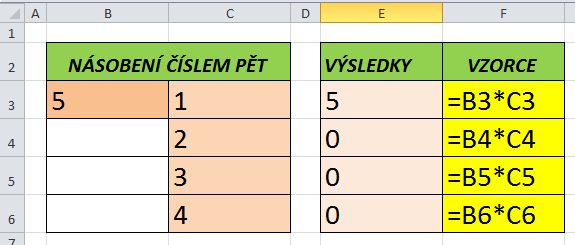 A B C D E F
1
2 NÁSOBENÍ ČÍSLEM PĚT VÝSLEDKY VZORCE
3 5 1 5 =B3*C3
4 2 0 =B4*C4
5 3 0 =B5*C5
6 4 0 =B6*C6
7